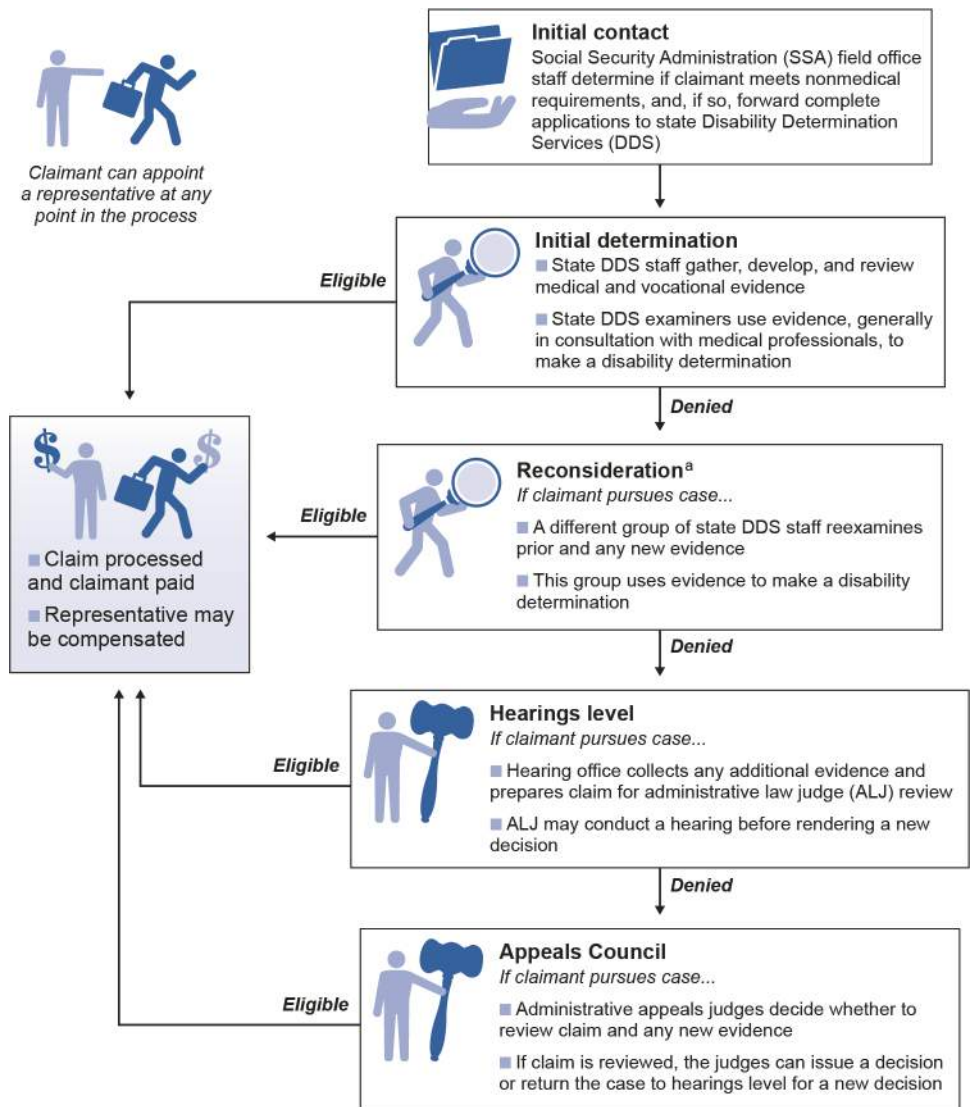 Initial contact
Social Security Administration (SSA) field office
staff determine if claimant meets nonmedical
requirements, and, if so, forward complete
applications to state Disability Determination
Services (DDS)
Claimant can appoint
a representative at any
point in the process
Initial determination
■ State DDS staff gather, develop, and review
medical and vocational evidence
■ State DDS examiners use evidence, generally
in consultation with medical professionals, to
make a disability determination
Eligible
Denied
$ $
■ Claim processed
and claimant paid
■ Representative may
be compensated
Eligible
Reconsiderationᵃ
If claimant pursues case...
■ A different group of state DDS staff reexamines
prior and any new evidence
■ This group uses evidence to make a disability
determination
Denied
Hearings level
If claimant pursues case...
■ Hearing office collects any additional evidence and
prepares claim for administrative law judge (ALJ) review
■ ALJ may conduct a hearing before rendering a new
decision
Eligible
Denied
Appeals Council
If claimant pursues case...
■ Administrative appeals judges decide whether to
review claim and any new evidence
■ If claim is reviewed, the judges can issue a decision
or return the case to hearings level for a new decision
Eligible